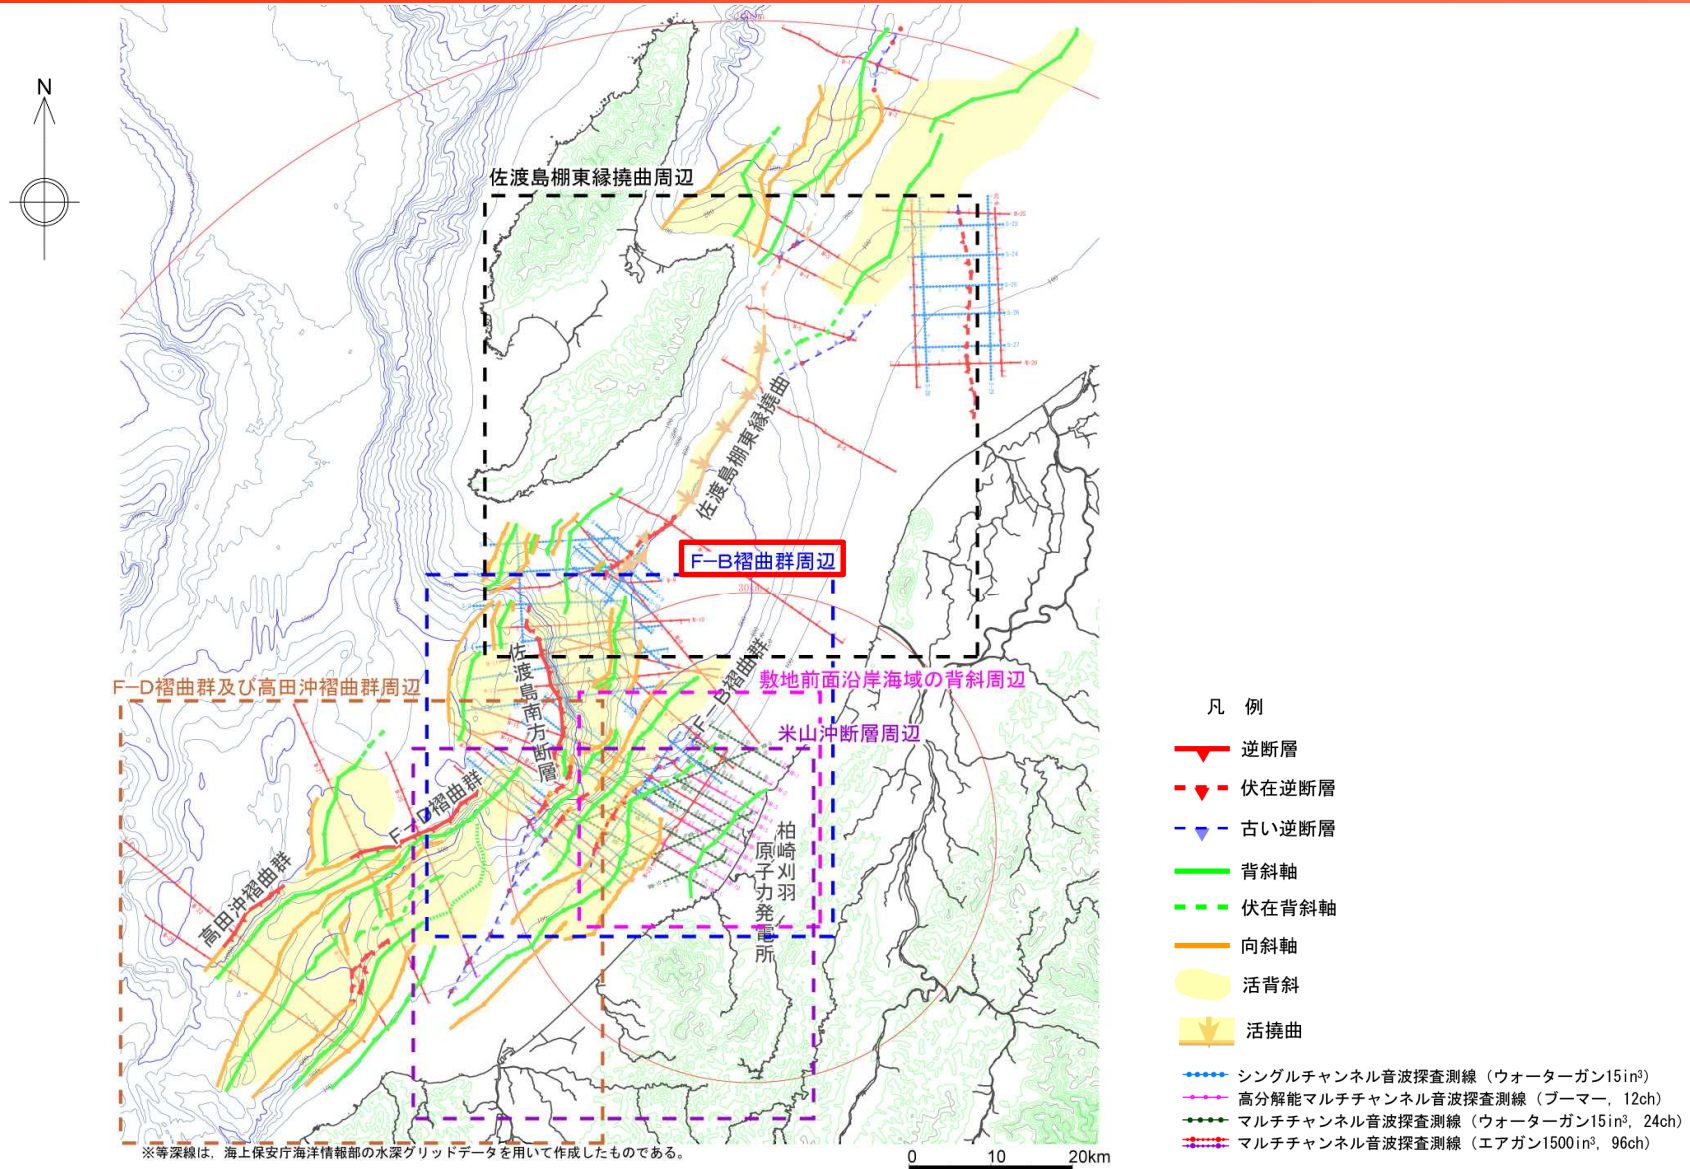 N
佐渡島棚東縁撓曲周辺
佐渡島棚東縁撓曲
F-B褶曲群周辺
30km
F-B褶曲群
佐渡島南方断層
敷地前面沿岸海域の背斜周辺
F-D褶曲群及び高田沖褶曲群周辺
米山沖断層周辺
F-D褶曲群
高田沖褶曲群
柏崎刈羽
原子力発電所
凡 例
逆断層
伏在逆断層
古い逆断層
背斜軸
伏在背斜軸
向斜軸
活背斜
活撓曲
シングルチャンネル音波探査測線（ウォーターガン15in³）
高分解能マルチチャンネル音波探査測線（ブーマー，12ch）
マルチチャンネル音波探査測線（ウォーターガン15in³，24ch）
マルチチャンネル音波探査測線（エアガン1500in³，96ch）
※等深線は，海上保安庁海洋情報部の水深グリッドデータを用いて作成したものである。
0 10 20km